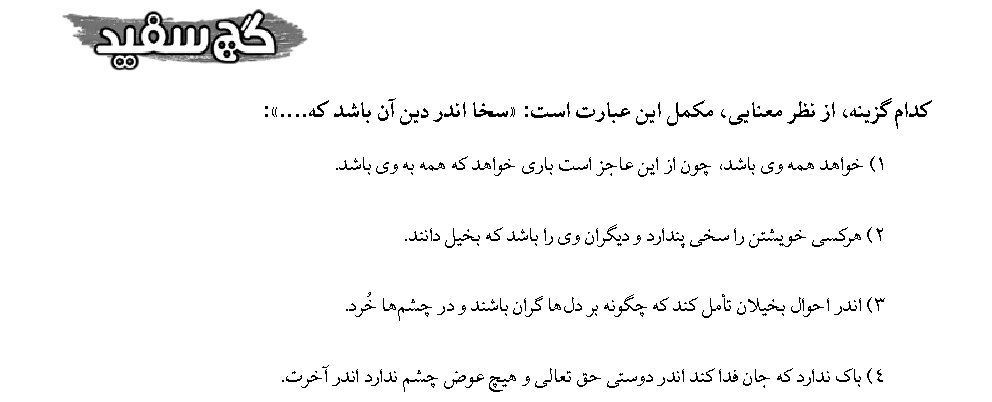 گچ سفید
کدام گزینه، از نظر معنایی، مکمل این عبارت است: «سخا اندر دین آن باشد که....»:
۱) خواهد همه وی باشد، چون از این عاجز است باری خواهد که همه به وی باشد.
۲) هرکسی خویشتن را سخی پندارد و دیگران وی را باشد که بخیل دانند.
۳) اندر احوال بخیلان تأمل کند که چگونه بر دل‌ها گران باشند و در چشم‌ها خُرد.
٤) باک ندارد که جان فدا کند اندر دوستی حق تعالی و هیچ عوض چشم ندارد اندر آخرت.